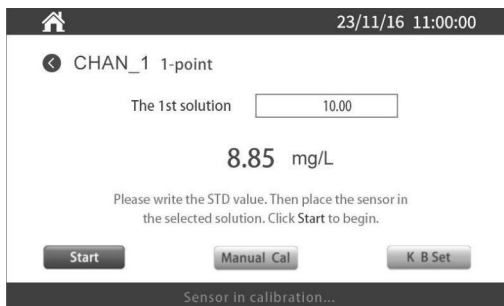 23/11/16 11:00:00
CHAN_1 1-point
The 1st solution 10.00
8.85 mg/L
Please write the STD value. Then place the sensor in
the selected solution. Click Start to begin.
Start Manual Cal K B Set
Sensor in calibration...